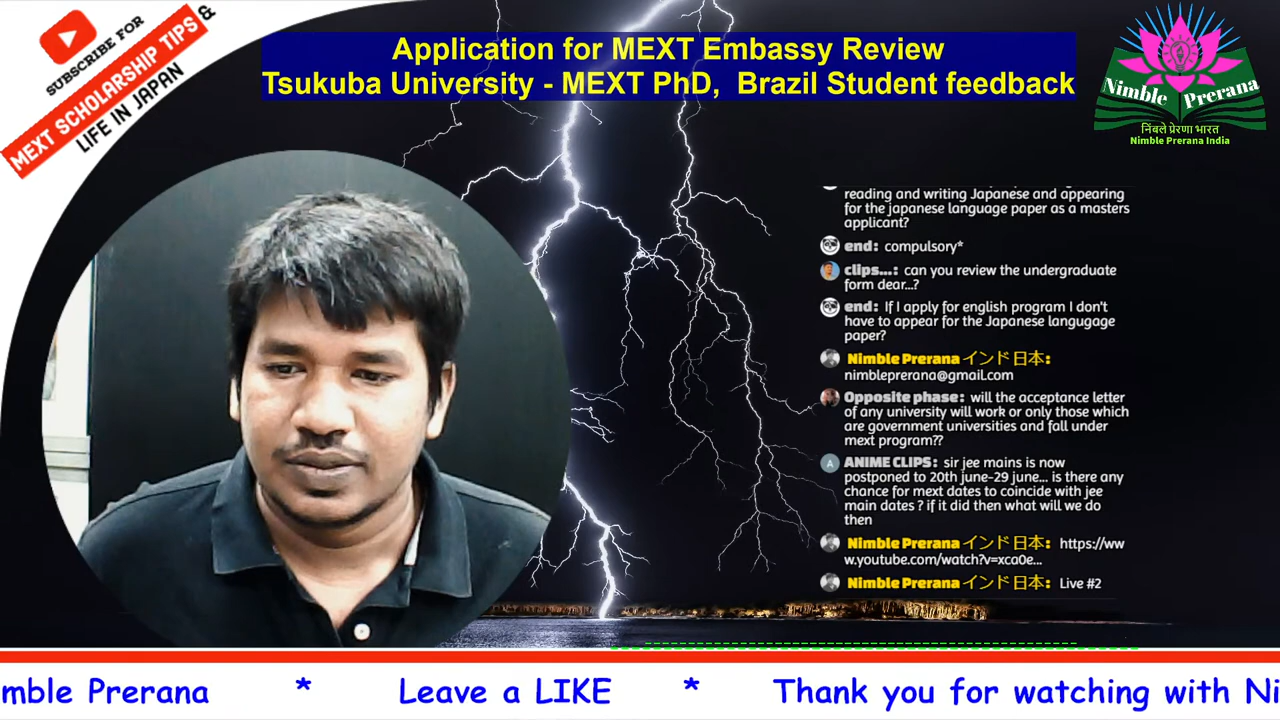 SUBSCRIBE FOR
MEXT SCHOLARSHIP TIPS &
LIFE IN JAPAN
Application for MEXT Embassy Review
Tsukuba University - MEXT PhD, Brazil Student feedback
Nimble Prerana
निंबले प्रेरणा भारत
Nimble Prerana India
reading and writing Japanese and appearing
for the japanese language paper as a masters
applicant?
end: compulsory*
clips...: can you review the undergraduate
form dear...?
end: If I apply for english program I don't
have to appear for the Japanese langugage
paper?
Nimble Prerana インド日本:
nimbleprerana@gmail.com
Opposite phase: will the acceptance letter
of any university will work or only those which
are government universities and fall under
mext program??
A
ANIME CLIPS: sir jee mains is now
postponed to 20th june-29 june... is there any
chance for mext dates to coincide with jee
main dates ? if it did then what will we do
then
Nimble Prerana インド日本: https://ww
w.youtube.com/watch?v=xca0e...
Nimble Prerana インド日本: Live #2
mble Prerana * Leave a LIKE * Thank you for watching with Ni